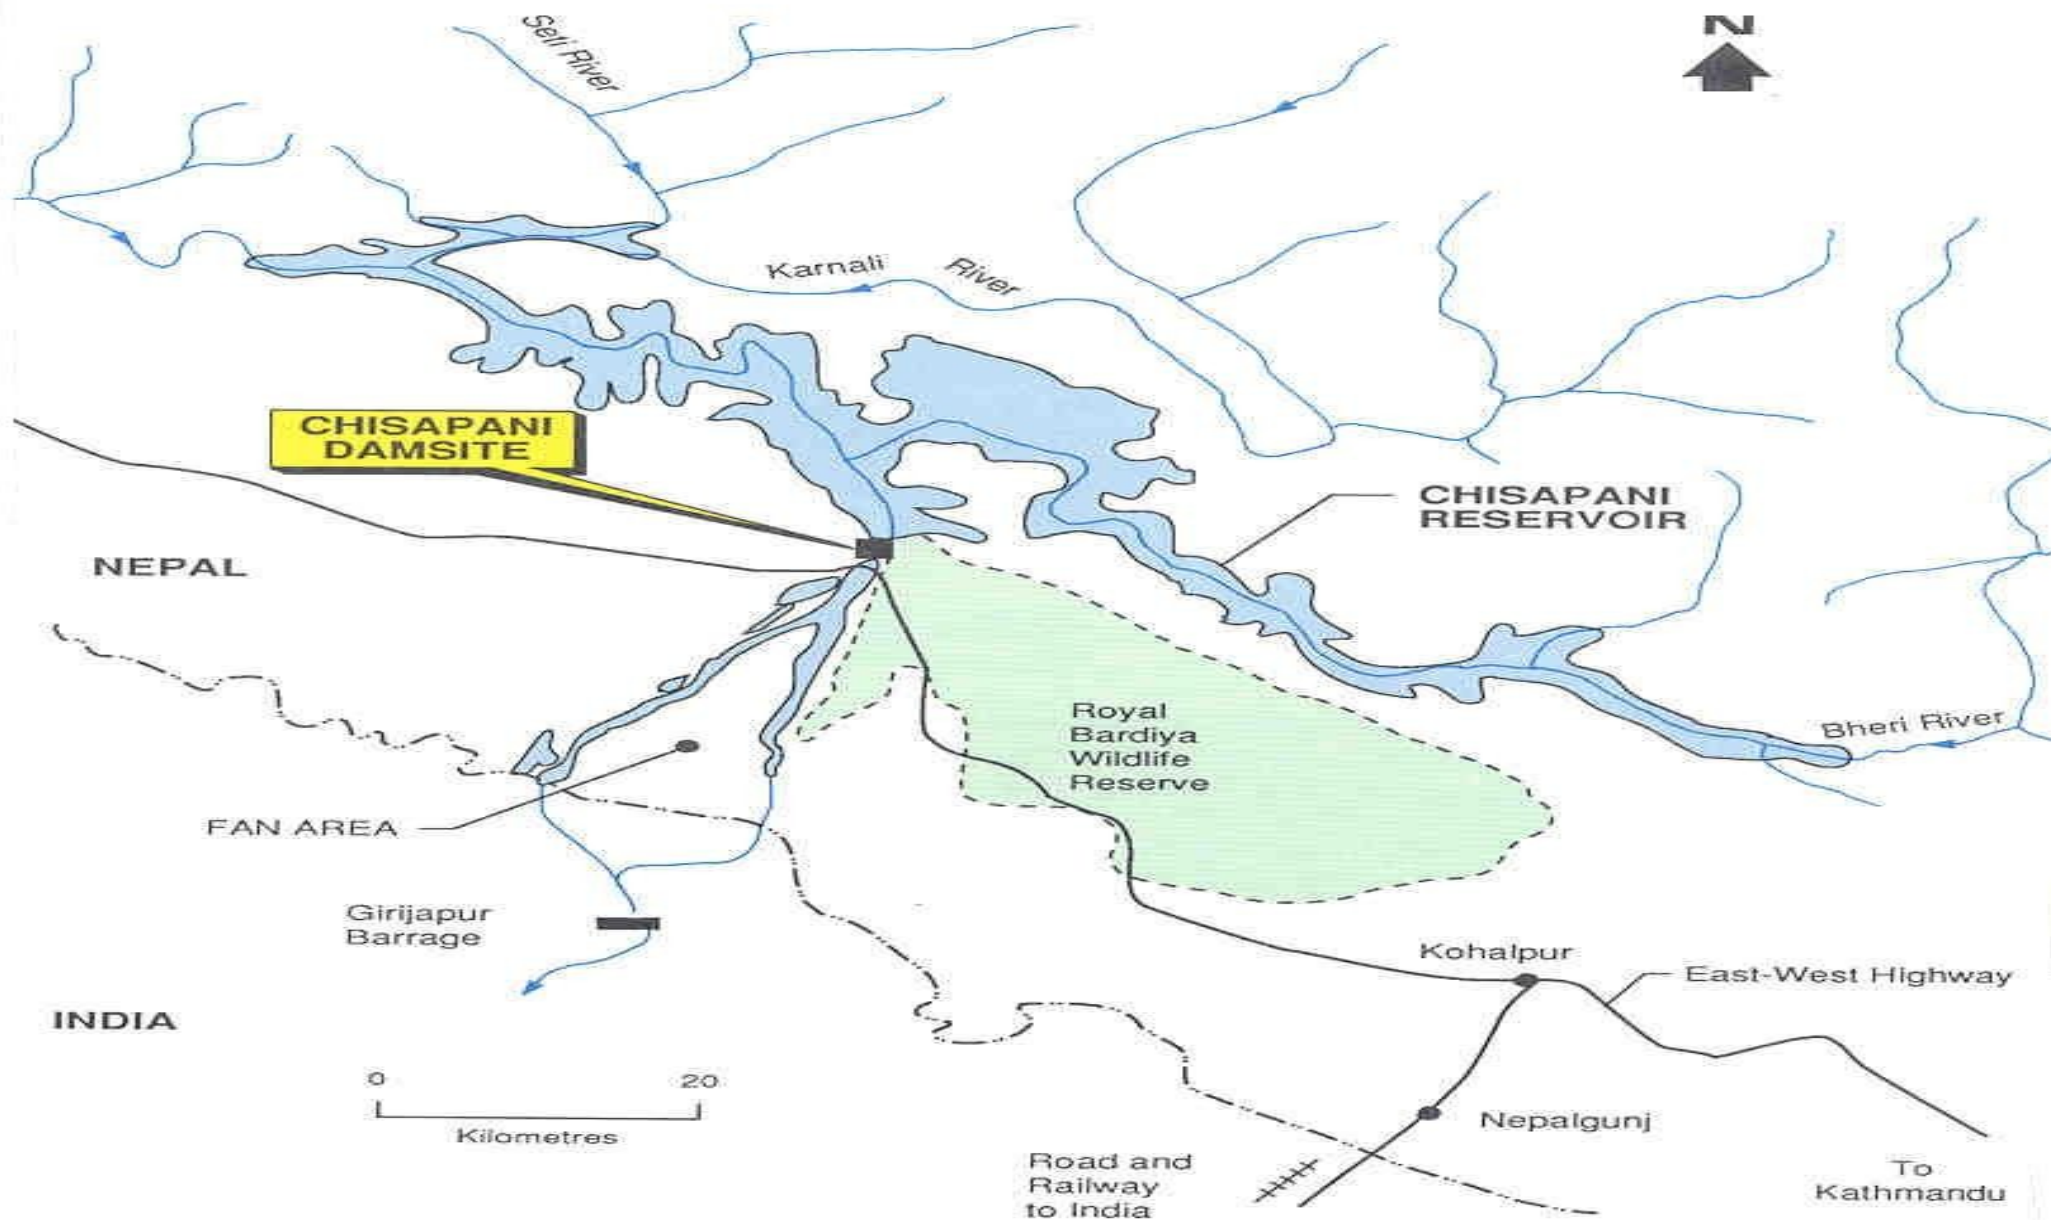 N
Seti River
Karnali River
CHISAPANI
DAMSITE
CHISAPANI
RESERVOIR
NEPAL
Royal
Bardiya
Wildlife
Reserve
Bheri River
FAN AREA
Girijapur
Barrage
Kohalpur
East-West Highway
INDIA
0 20
Kilometres
Nepalgunj
Road and
Railway
to India
To
Kathmandu